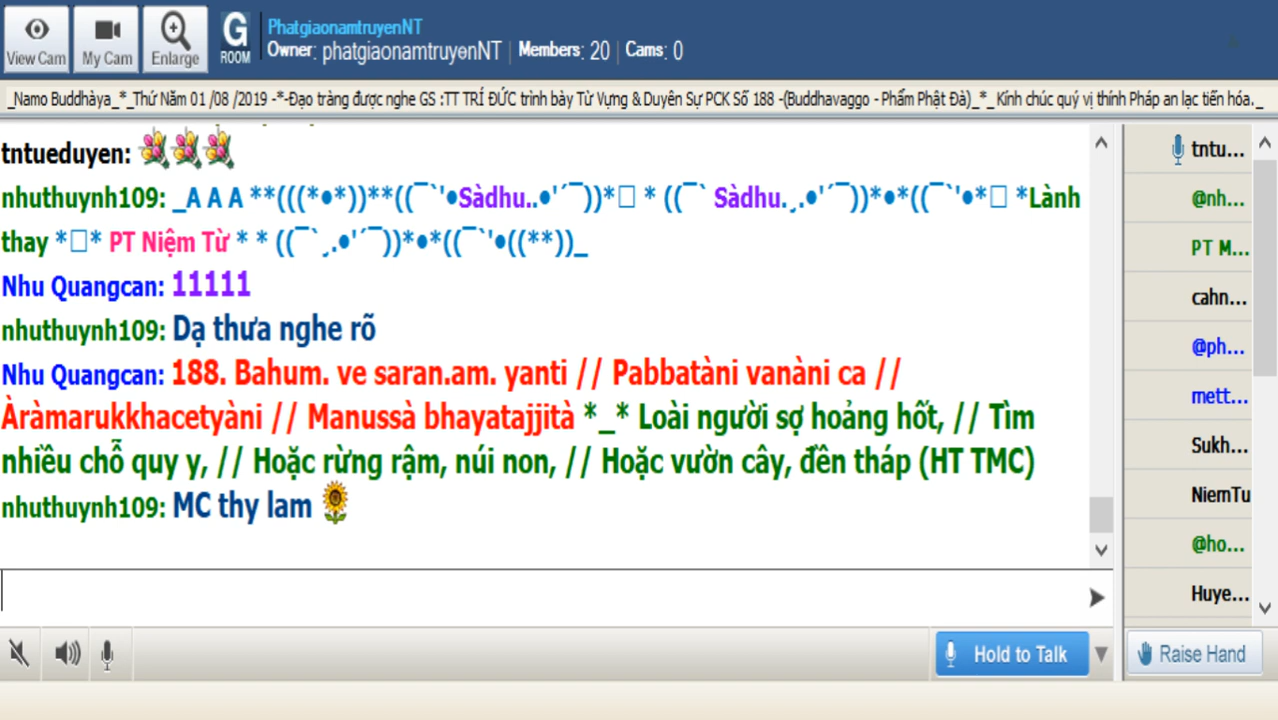 PhatgiaonamtruyenNT
View Cam My Cam Enlarge G ROOM Owner: phatgiaonamtruyenNT | Members: 20 | Cams: 0
_Namo Buddhàya_*_Thứ Năm 01 /08 /2019 -*-Đạo tràng được nghe GS :TT TRÍ ĐỨC trình bày Từ Vựng & Duyên Sự PCK Số 188 -(Buddhavaggo - Phẩm Phật Đà)_*_ Kính chúc quý vị thính Pháp an lạc tiến hóa._
tntueduyen:
nhuthuynh109: _A A A **(((*•*))**((¯`'•Sàdhu..•'´¯))*□ * ((¯` Sàdhu.¸.•'´¯))*•*((¯`'•*□ *Lành
thay *□* PT Niệm Từ * * ((¯`¸.•'´¯))*•*((¯`'•((**))_
Nhu Quangcan: 11111
nhuthuynh109: Dạ thưa nghe rõ
Nhu Quangcan: 188. Bahum. ve saran.am. yanti // Pabbatàni vanàni ca //
Àràmarukkhacetyàni // Manussà bhayatajjità *_* Loài người sợ hoảng hốt, // Tìm
nhiều chỗ quy y, // Hoặc rừng rậm, núi non, // Hoặc vườn cây, đền tháp (HT TMC)
nhuthuynh109: MC thy lam
tntu...
@nh...
PT M...
cahn...
@ph...
mett...
Sukh...
NiemTu
@ho...
Huye...
Hold to Talk
Raise Hand